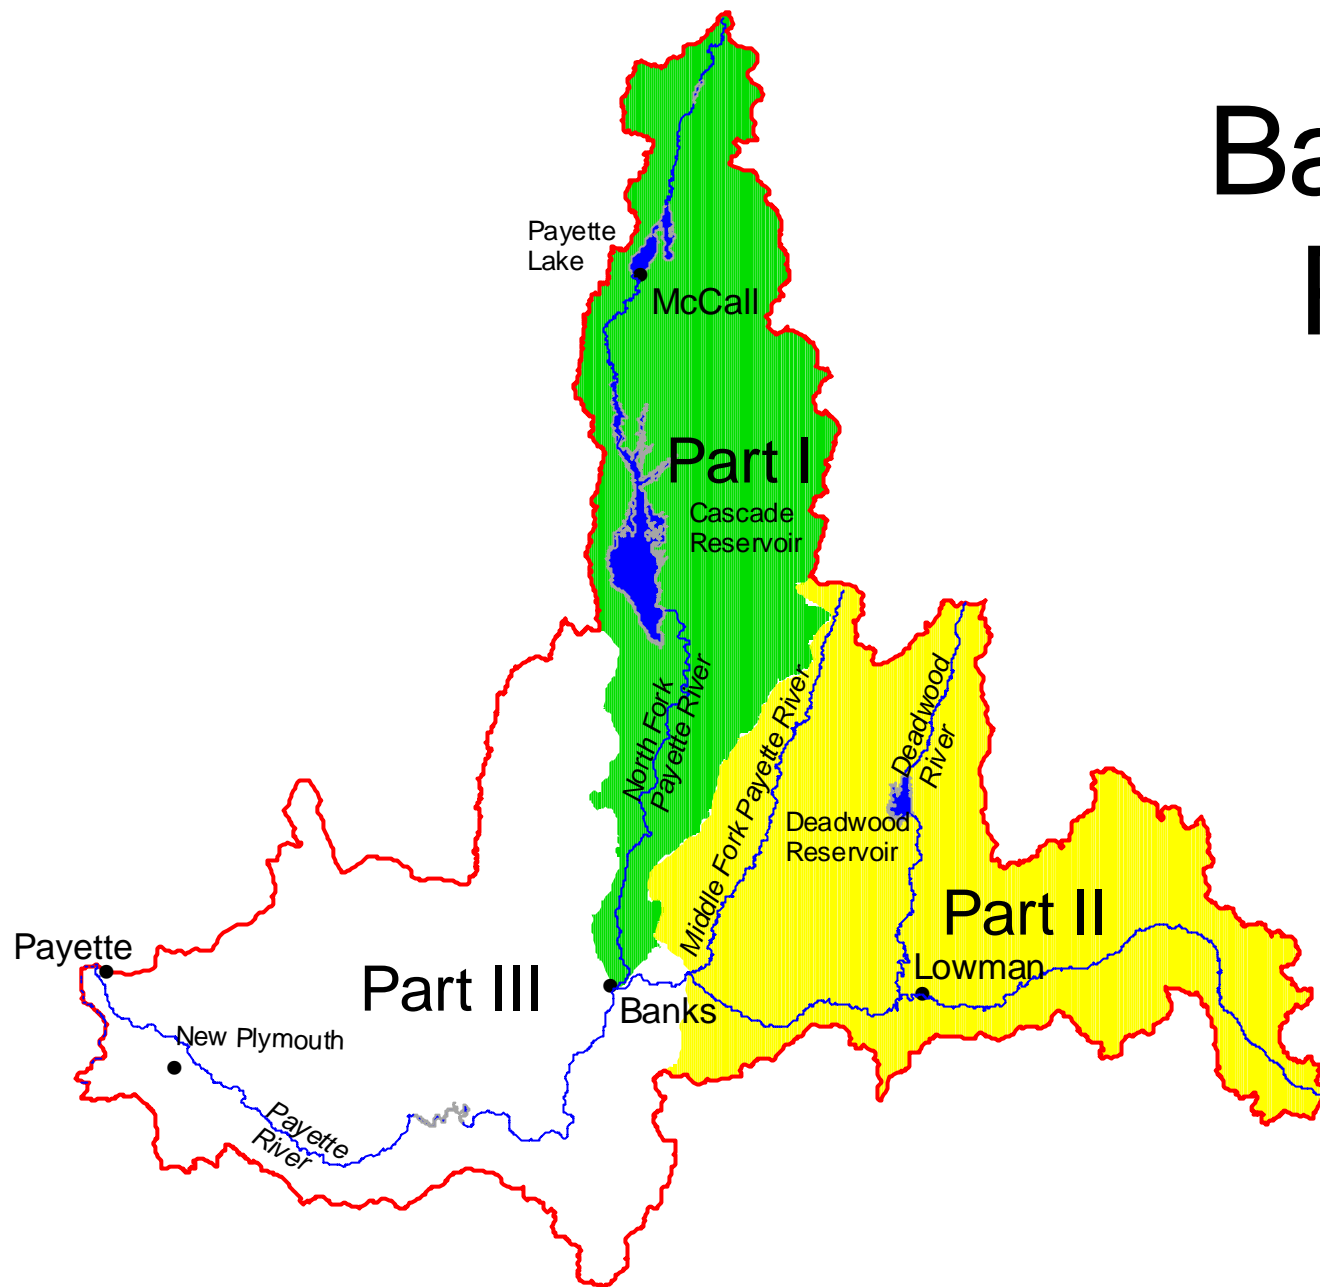 Ba
Payette
Lake
McCall
Part I
Cascade
Reservoir
North Fork
Payette River
Middle Fork Payette River
Deadwood
River
Deadwood
Reservoir
Part II
Lowman
Payette
Part III
Banks
New Plymouth
Payette
River